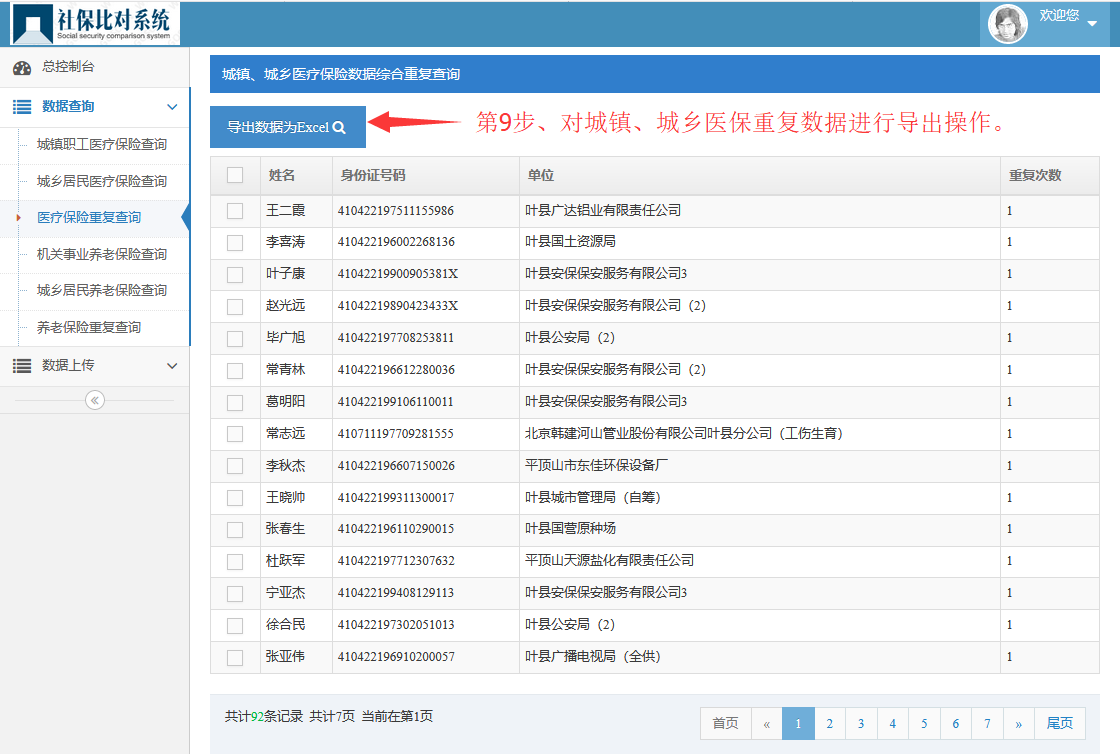 社保比对系统
Social security comparison system
欢迎您
总控制台
数据查询
城镇职工医疗保险查询
城乡居民医疗保险查询
医疗保险重复查询
机关事业养老保险查询
城乡居民养老保险查询
养老保险重复查询
数据上传
城镇、城乡医疗保险数据综合重复查询
导出数据为Excel
第9步、对城镇、城乡医保重复数据进行导出操作。
姓名 身份证号码 单位 重复次数
王二霞 410422197511155986 叶县广达铝业有限责任公司 1
李喜涛 410422196002268136 叶县国土资源局 1
叶子康 41042219900905381X 叶县安保保安服务有限公司3 1
赵光远 41042219890423433X 叶县安保保安服务有限公司（2） 1
毕广旭 410422197708253811 叶县公安局（2） 1
常青林 410422196612280036 叶县安保保安服务有限公司（2） 1
葛明阳 410422199106110011 叶县安保保安服务有限公司3 1
常志远 410711197709281555 北京韩建河山管业股份有限公司叶县分公司（工伤生育） 1
李秋杰 410422196607150026 平顶山市东佳环保设备厂 1
王晓帅 410422199311300017 叶县城市管理局（自筹） 1
张春生 410422196110290015 叶县国营原种场 1
杜跃军 410422197712307632 平顶山天源盐化有限责任公司 1
宁亚杰 410422199408129113 叶县安保保安服务有限公司3 1
徐合民 410422197302051013 叶县公安局（2） 1
张亚伟 410422196910200057 叶县广播电视局（全供） 1
共计92条记录 共计7页 当前在第1页
首页 « 1 2 3 4 5 6 7 » 尾页